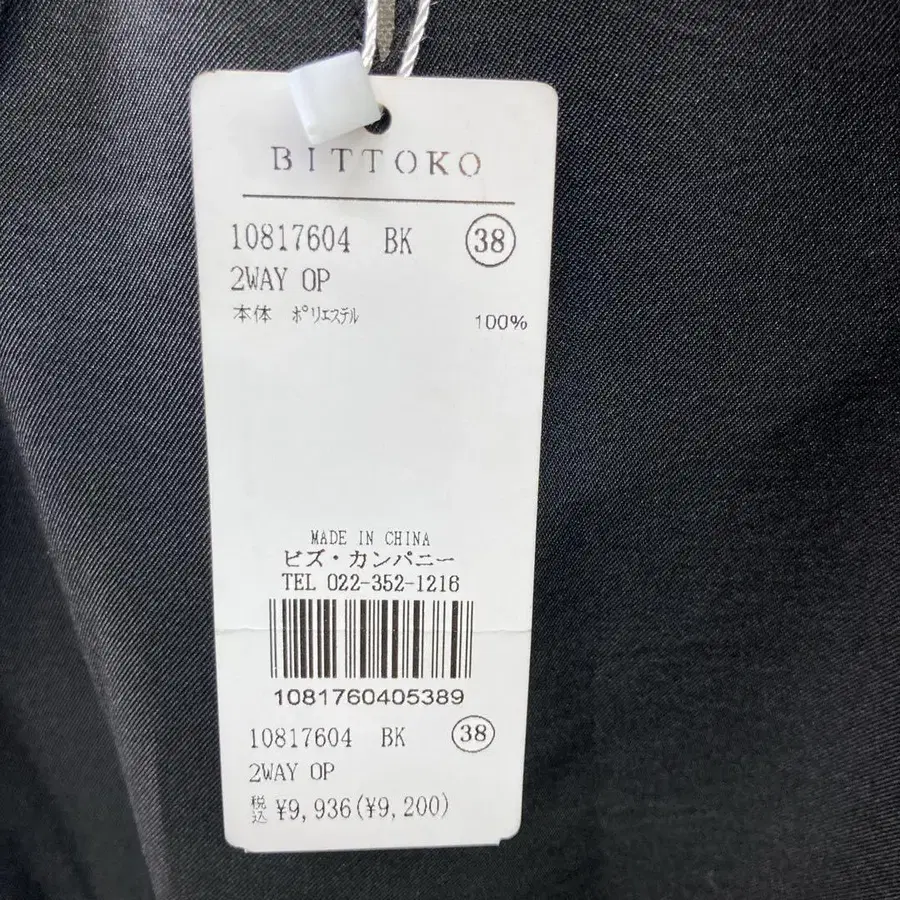 BITTOKO
10817604 BK 38
2WAY OP
本体 ポリエステル 100%
MADE IN CHINA
ビズ・カンパニー
TEL 022-352-1216
1081760405389
10817604 BK 38
2WAY OP
税込 ¥9,936(¥9,200)